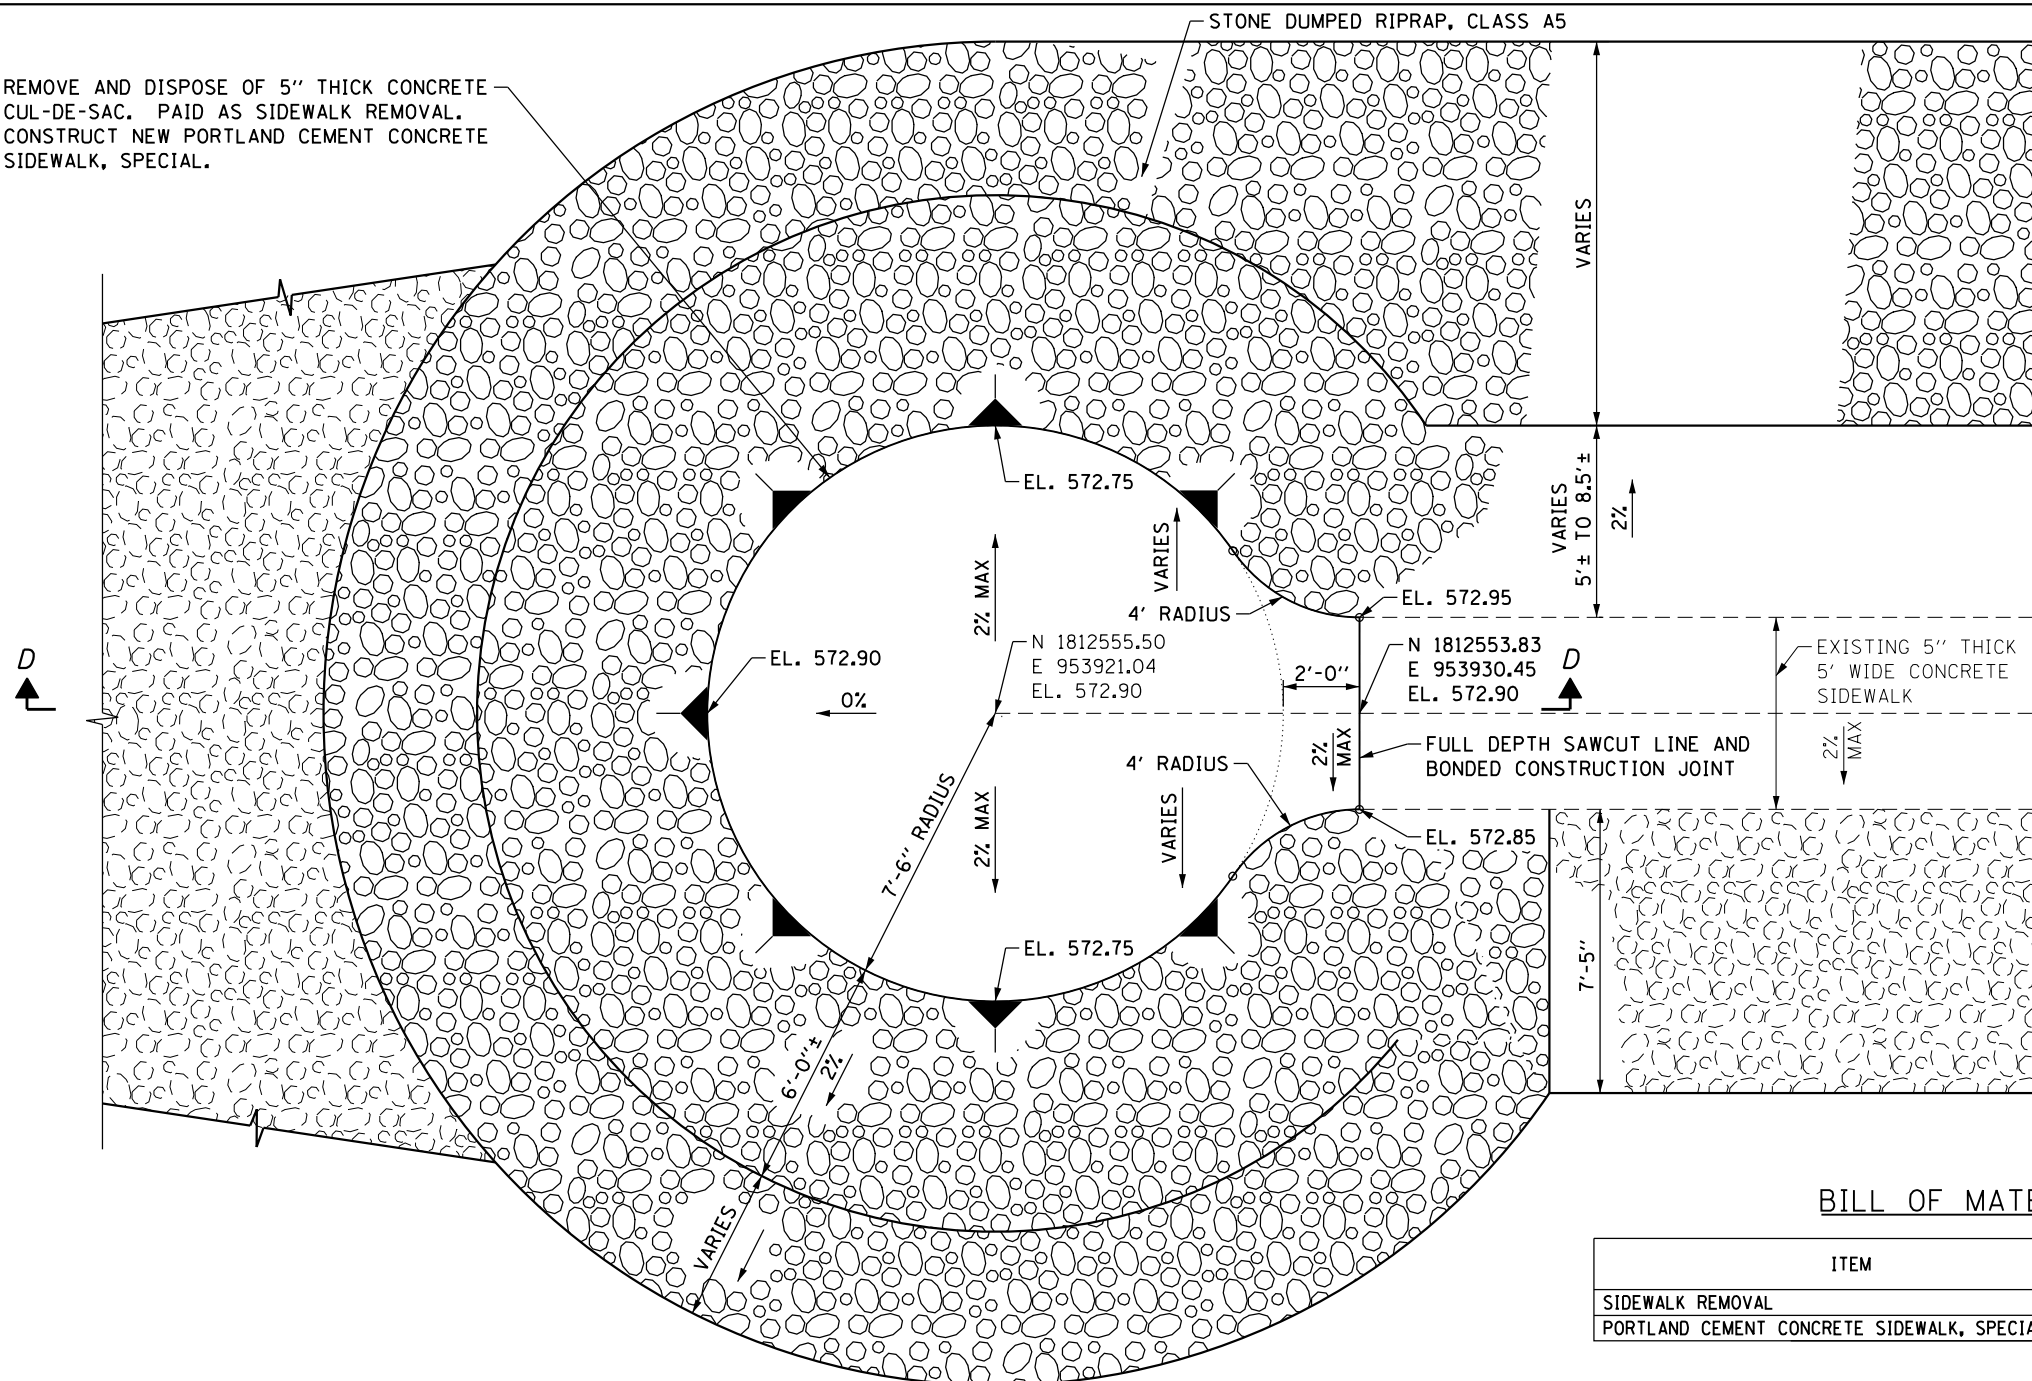 STONE DUMPED RIPRAP, CLASS A5
REMOVE AND DISPOSE OF 5" THICK CONCRETE
CUL-DE-SAC. PAID AS SIDEWALK REMOVAL.
CONSTRUCT NEW PORTLAND CEMENT CONCRETE
SIDEWALK, SPECIAL.
VARIES
EL. 572.75
VARIES
5'± TO 8.5'±
2%
2% MAX
VARIES
4' RADIUS
EL. 572.95
EL. 572.90
N 1812555.50
E 953921.04
EL. 572.90
2'-0"
N 1812553.83
E 953930.45
EL. 572.90
D
D
EXISTING 5" THICK
5' WIDE CONCRETE
SIDEWALK
0%
2%
MAX
FULL DEPTH SAWCUT LINE AND
BONDED CONSTRUCTION JOINT
2%
MAX
4' RADIUS
7'-6" RADIUS
2% MAX
VARIES
EL. 572.85
EL. 572.75
7'-5"
6'-0"±
2%
VARIES
BILL OF MATE
ITEM
SIDEWALK REMOVAL
PORTLAND CEMENT CONCRETE SIDEWALK, SPECIA